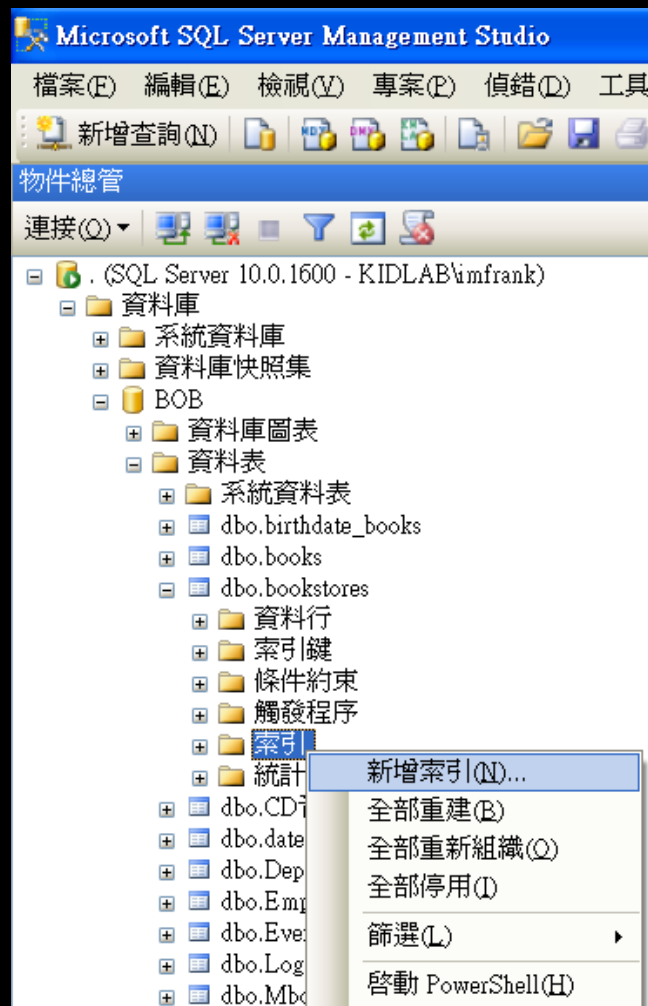 Microsoft SQL Server Management Studio
檔案(F) 編輯(E) 檢視(V) 專案(P) 偵錯(D) 工具
新增查詢(N)
物件總管
連接(O)
. (SQL Server 10.0.1600 - KIDLAB\imfrank)
資料庫
系統資料庫
資料庫快照集
BOB
資料庫圖表
資料表
系統資料表
dbo.birthdate_books
dbo.books
dbo.bookstores
資料行
索引鍵
條件約束
觸發程序
索引
新增索引(N)...
統計
dbo.CD
全部重建(B)
dbo.date
全部重新組織(O)
dbo.Dep
全部停用(I)
dbo.Emp
dbo.Eve
篩選(L)
dbo.Log
啓動 PowerShell(H)
dbo.Mbo